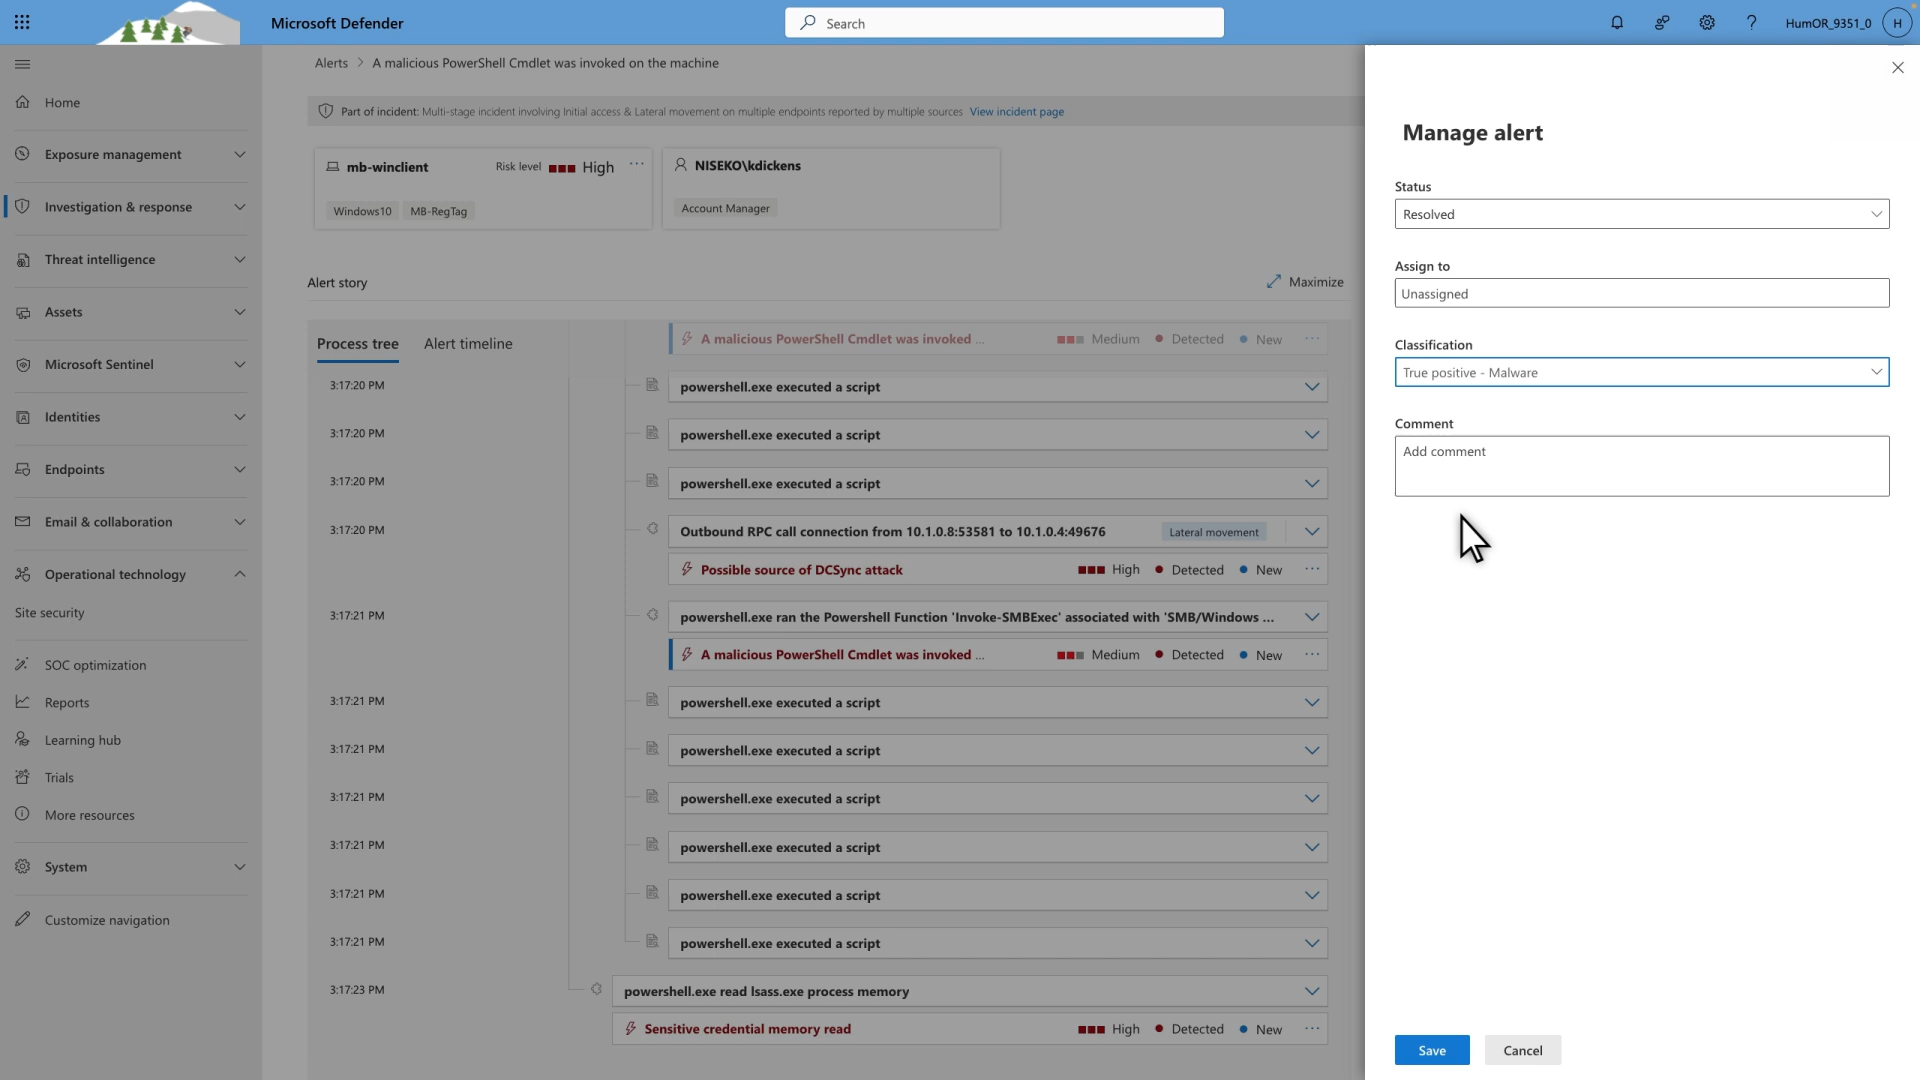 Microsoft Defender
Search
HumOR_9351_0
H
Home
Exposure management
Investigation & response
Threat intelligence
Assets
Microsoft Sentinel
Identities
Endpoints
Email & collaboration
Operational technology
Site security
SOC optimization
Reports
Learning hub
Trials
More resources
System
Customize navigation
Alerts > A malicious PowerShell Cmdlet was invoked on the machine
Part of incident: Multi-stage incident involving Initial access & Lateral movement on multiple endpoints reported by multiple sources View incident page
mb-winclient Risk level High ...
Windows10 MB-RegTag
NISEKO\kdickens
Account Manager
Alert story
Maximize
Process tree Alert timeline
A malicious PowerShell Cmdlet was invoked ... Medium Detected New ...
3:17:20 PM powershell.exe executed a script
3:17:20 PM powershell.exe executed a script
3:17:20 PM powershell.exe executed a script
3:17:20 PM Outbound RPC call connection from 10.1.0.8:53581 to 10.1.0.4:49676 Lateral movement
Possible source of DCSync attack High Detected New ...
3:17:21 PM powershell.exe ran the Powershell Function 'Invoke-SMBExec' associated with 'SMB/Windows ...
A malicious PowerShell Cmdlet was invoked ... Medium Detected New ...
3:17:21 PM powershell.exe executed a script
3:17:21 PM powershell.exe executed a script
3:17:21 PM powershell.exe executed a script
3:17:21 PM powershell.exe executed a script
3:17:21 PM powershell.exe executed a script
3:17:21 PM powershell.exe executed a script
3:17:23 PM powershell.exe read lsass.exe process memory
Sensitive credential memory read High Detected New ...
Manage alert
Status
Resolved
Assign to
Unassigned
Classification
True positive - Malware
Comment
Add comment
Save Cancel